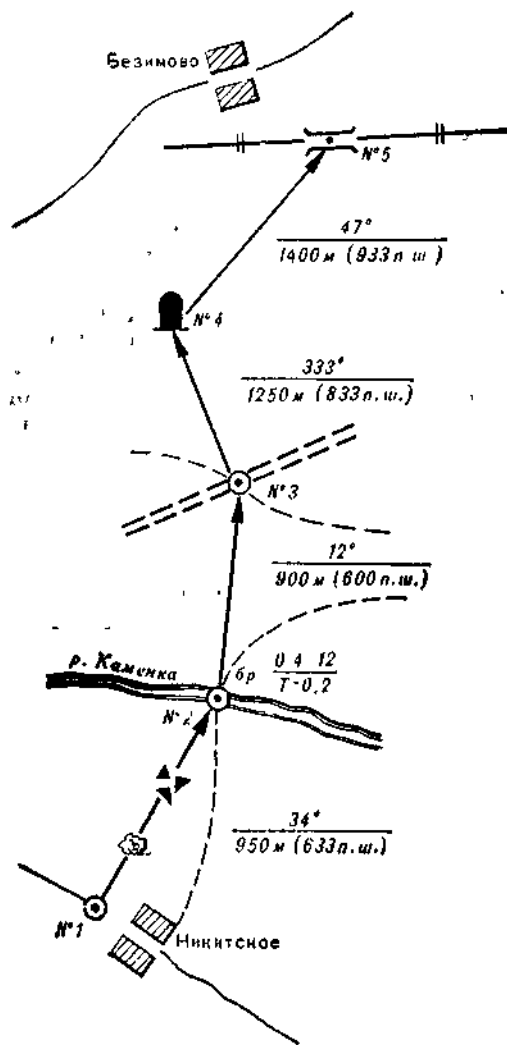 Безимово
№5
47°
1400 м (933 п ш)
№4
333°
1250 м (833 п.ш.)
№3
12°
900 м (600 п.ш.)
р. Каменка
бр
0 4 12
Т-0,2
№2
34°
950 м (633 п.ш.)
№1
Никитское